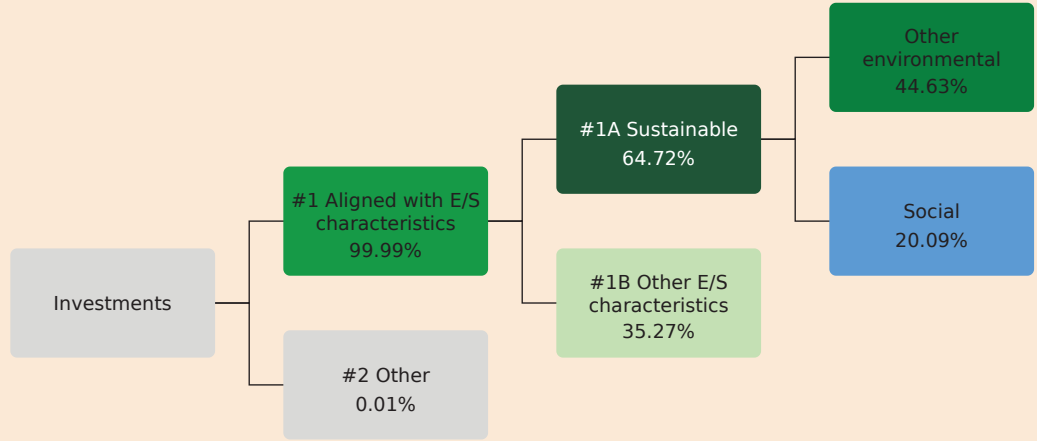 Investments
#1 Aligned with E/S
characteristics
99.99%
#2 Other
0.01%
#1A Sustainable
64.72%
#1B Other E/S
characteristics
35.27%
Other
environmental
44.63%
Social
20.09%